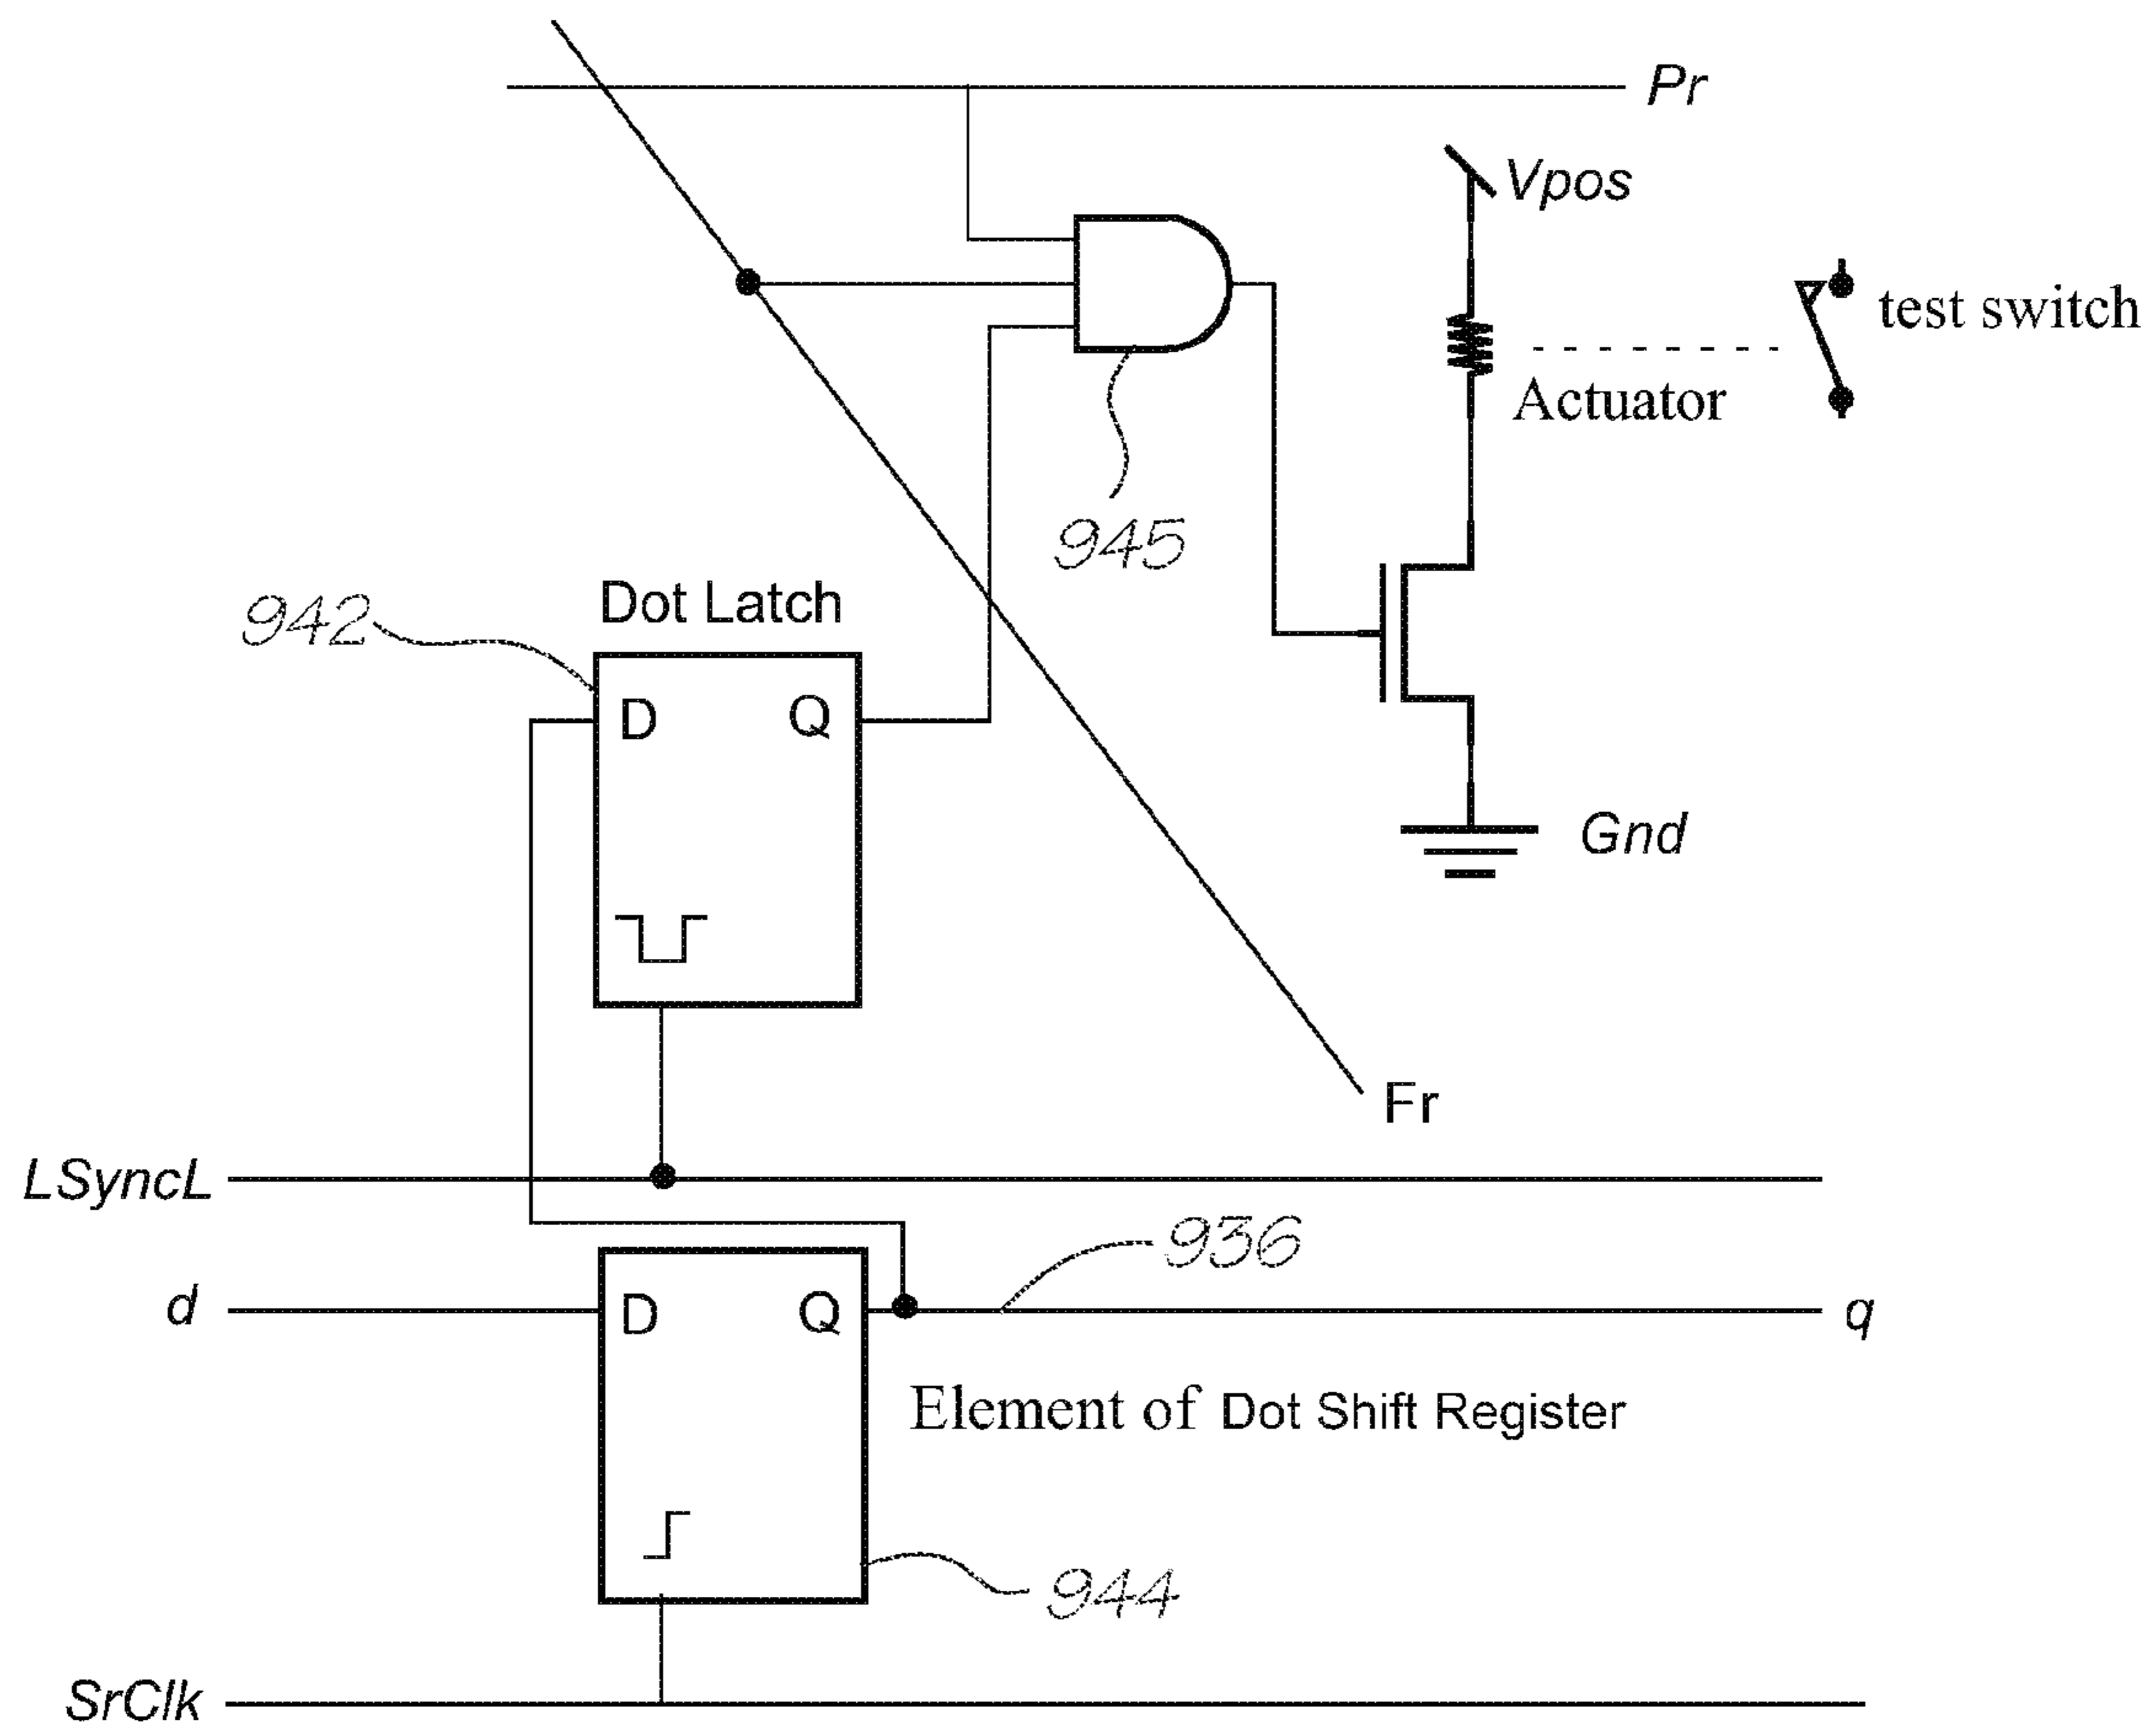 Pr
Vpos
test switch
Actuator
945
942
Dot Latch
D Q
Gnd
Fr
LSyncL
936
d
D Q
q
Element of Dot Shift Register
944
SrClk